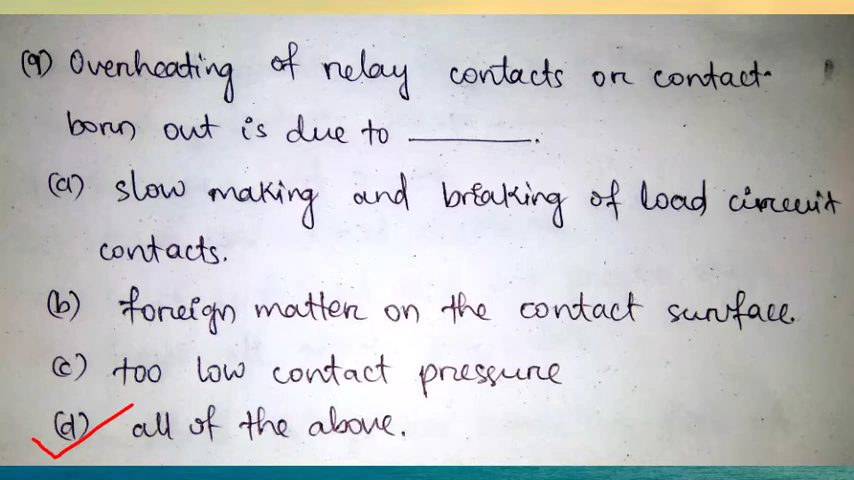 (9) Overheating of relay contacts or contact
born out is due to ________.
(a) slow making and breaking of load circuit
contacts.
(b) foreign matter on the contact surface.
(c) too low contact pressure
(d) all of the above.